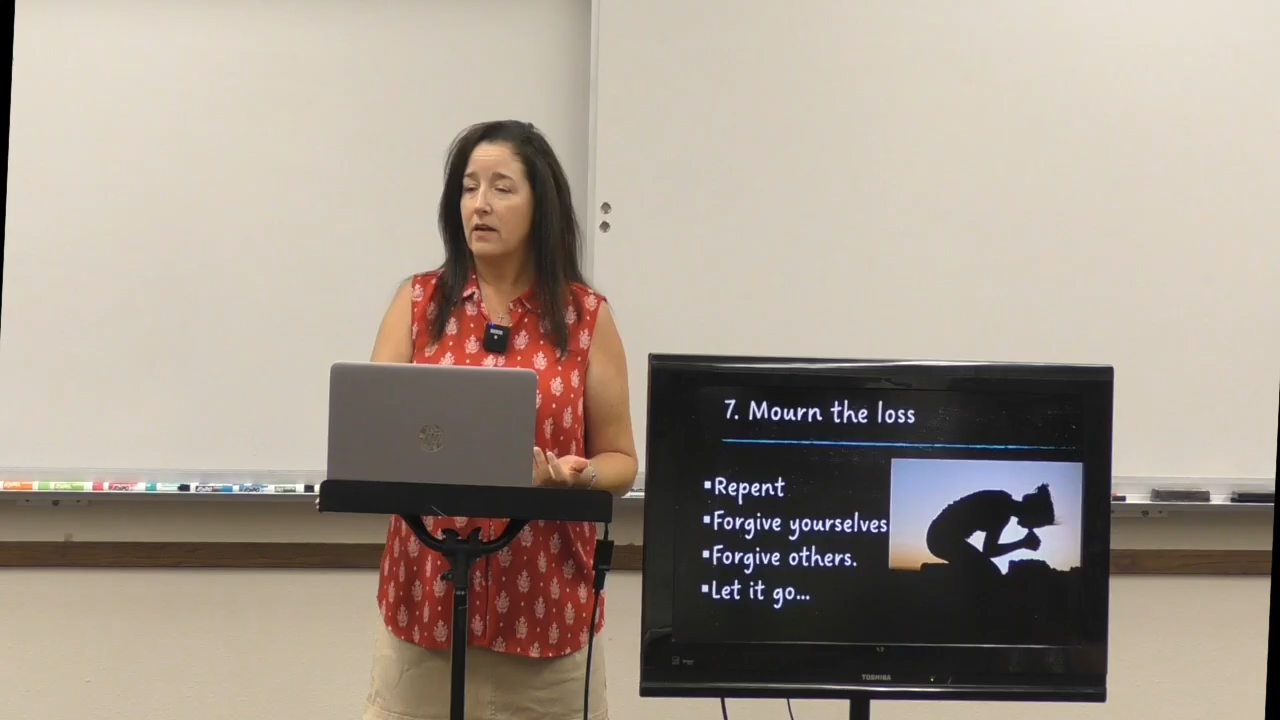 7. Mourn the loss
▪Repent
▪Forgive yourselves
▪Forgive others.
▪Let it go...
TOSHIBA